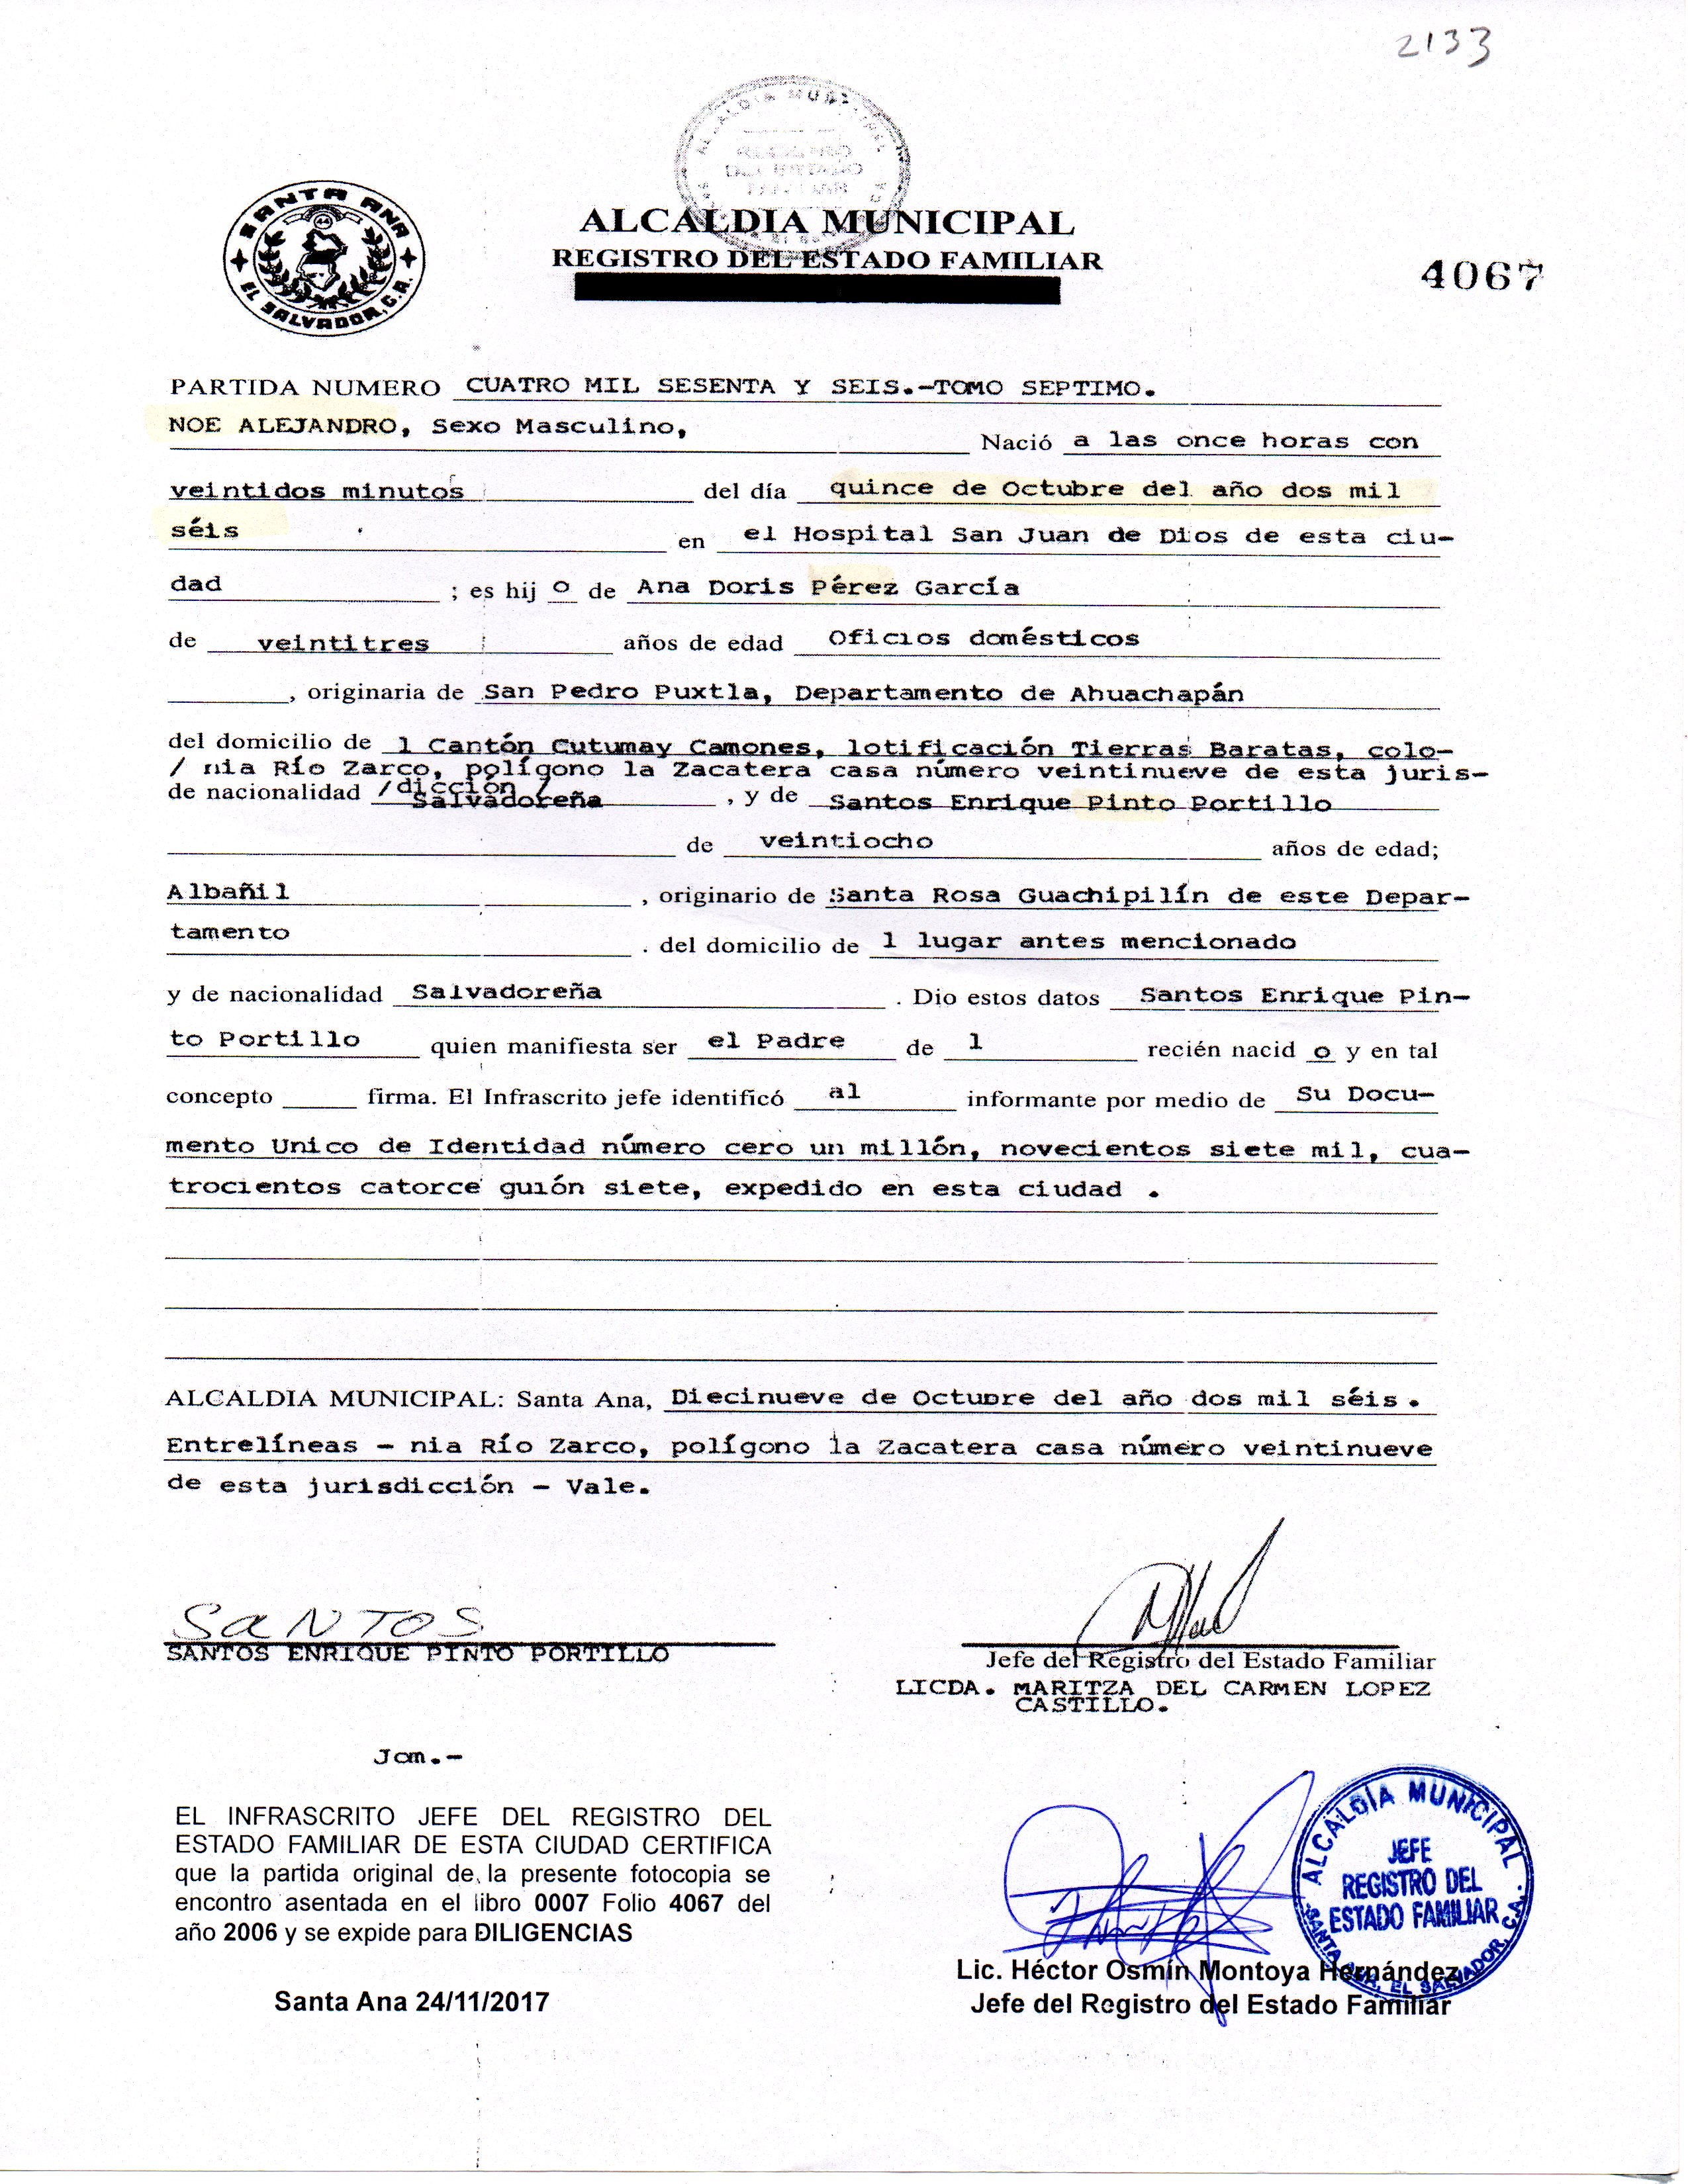 2133
ALCALDIA MUNICIPAL
SANTA ANA
44
EL SALVADOR, C.A.
ALCALDIA MUNICIPAL
REGISTRO DEL ESTADO FAMILIAR
4067
PARTIDA NUMERO CUATRO MIL SESENTA Y SEIS.-TOMO SEPTIMO.
NOE ALEJANDRO, Sexo Masculino, Nació a las once horas con
veintidos minutos del día quince de Octubre del año dos mil
séis en el Hospital San Juan de Dios de esta ciu-
dad ; es hij o de Ana Doris Pérez García
de veintitres años de edad Oficios domésticos
, originaria de San Pedro Puxtla, Departamento de Ahuachapán
del domicilio de l Cantón Cutumay Camones, lotificación Tierras Baratas, colo-
/ nia Río Zarco, polígono la Zacatera casa número veintinueve de esta juris-
/dicción /
de nacionalidad Salvadoreña , y de Santos Enrique Pinto Portillo
de veintiocho años de edad;
Albañil , originario de Santa Rosa Guachipilín de este Depar-
tamento . del domicilio de l lugar antes mencionado
y de nacionalidad Salvadoreña . Dio estos datos Santos Enrique Pin-
to Portillo quien manifiesta ser el Padre de l recién nacid o y en tal
concepto firma. El Infrascrito jefe identificó al informante por medio de Su Docu-
mento Unico de Identidad número cero un millón, novecientos siete mil, cua-
trocientos catorce guión siete, expedido en esta ciudad .
ALCALDIA MUNICIPAL: Santa Ana, Diecinueve de Octubre del año dos mil séis.
Entrelíneas - nia Río Zarco, polígono la Zacatera casa número veintinueve
de esta jurisdicción - Vale.
SANTOS
SANTOS ENRIQUE PINTO PORTILLO
Jefe del Registro del Estado Familiar
LICDA. MARITZA DEL CARMEN LOPEZ
CASTILLO.
Jcm.-
EL INFRASCRITO JEFE DEL REGISTRO DEL
ESTADO FAMILIAR DE ESTA CIUDAD CERTIFICA
que la partida original de la presente fotocopia se
encontro asentada en el libro 0007 Folio 4067 del
año 2006 y se expide para DILIGENCIAS
Santa Ana 24/11/2017
ALCALDÍA MUNICIPAL
JEFE
REGISTRO DEL
ESTADO FAMILIAR
SANTA ANA, EL SALVADOR, C.A.
Lic. Héctor Osmín Montoya Hernández
Jefe del Registro del Estado Familiar